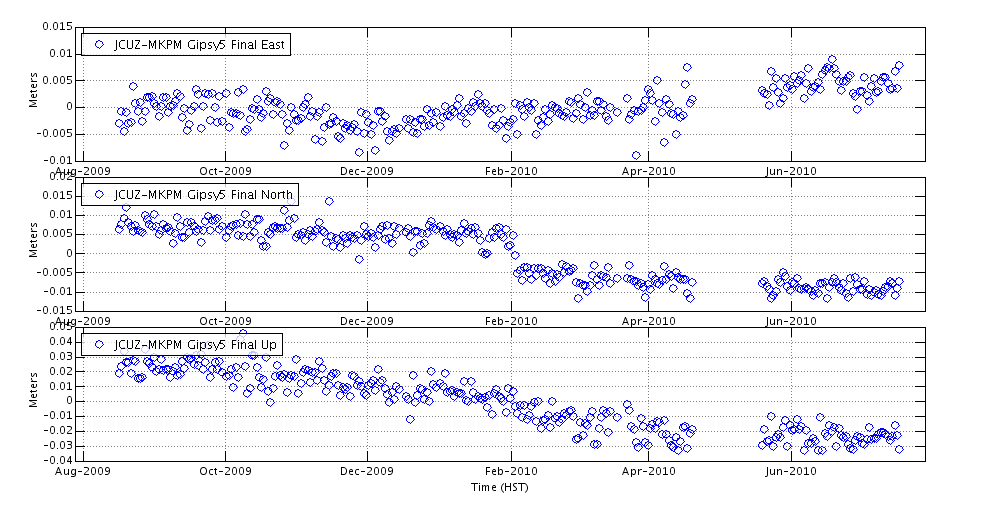 0.015
JCUZ-MKPM Gipsy5 Final East
0.01
0.005
0
-0.005
-0.01
Meters
Aug-2009 Oct-2009 Dec-2009 Feb-2010 Apr-2010 Jun-2010
0.02
JCUZ-MKPM Gipsy5 Final North
0.015
0.01
0.005
0
-0.005
-0.01
-0.015
Meters
Aug-2009 Oct-2009 Dec-2009 Feb-2010 Apr-2010 Jun-2010
0.05
JCUZ-MKPM Gipsy5 Final Up
0.04
0.03
0.02
0.01
0
-0.01
-0.02
-0.03
-0.04
Meters
Aug-2009 Oct-2009 Dec-2009 Feb-2010 Apr-2010 Jun-2010
Time (HST)